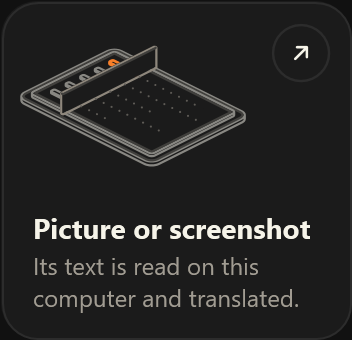 Picture or screenshot
Its text is read on this
computer and translated.